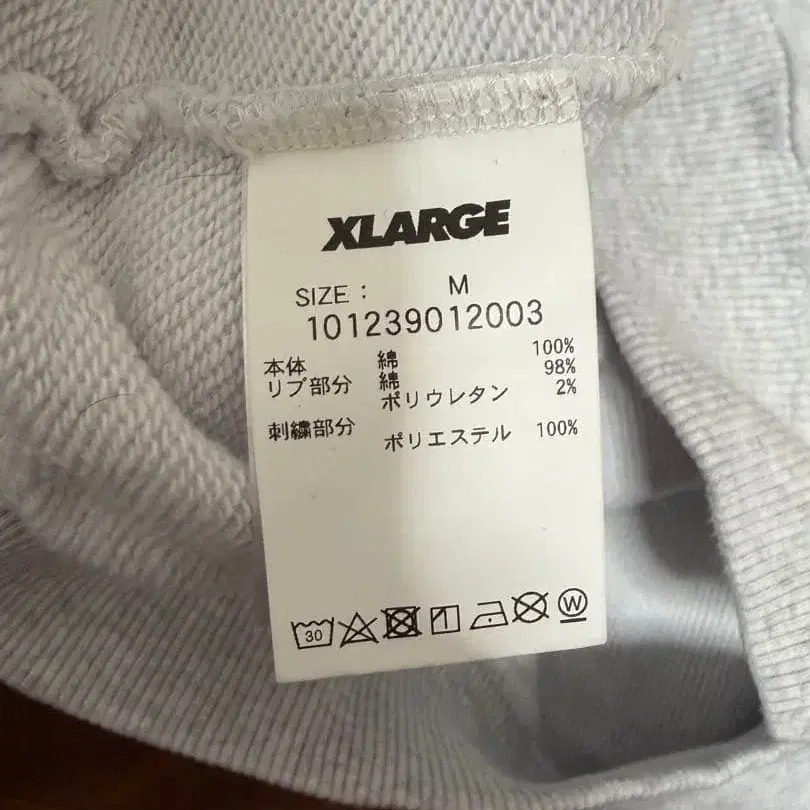 XLARGE
SIZE : M
101239012003
本体 綿 100%
リブ部分 綿 98%
ポリウレタン 2%
刺繍部分 ポリエステル 100%
30 W